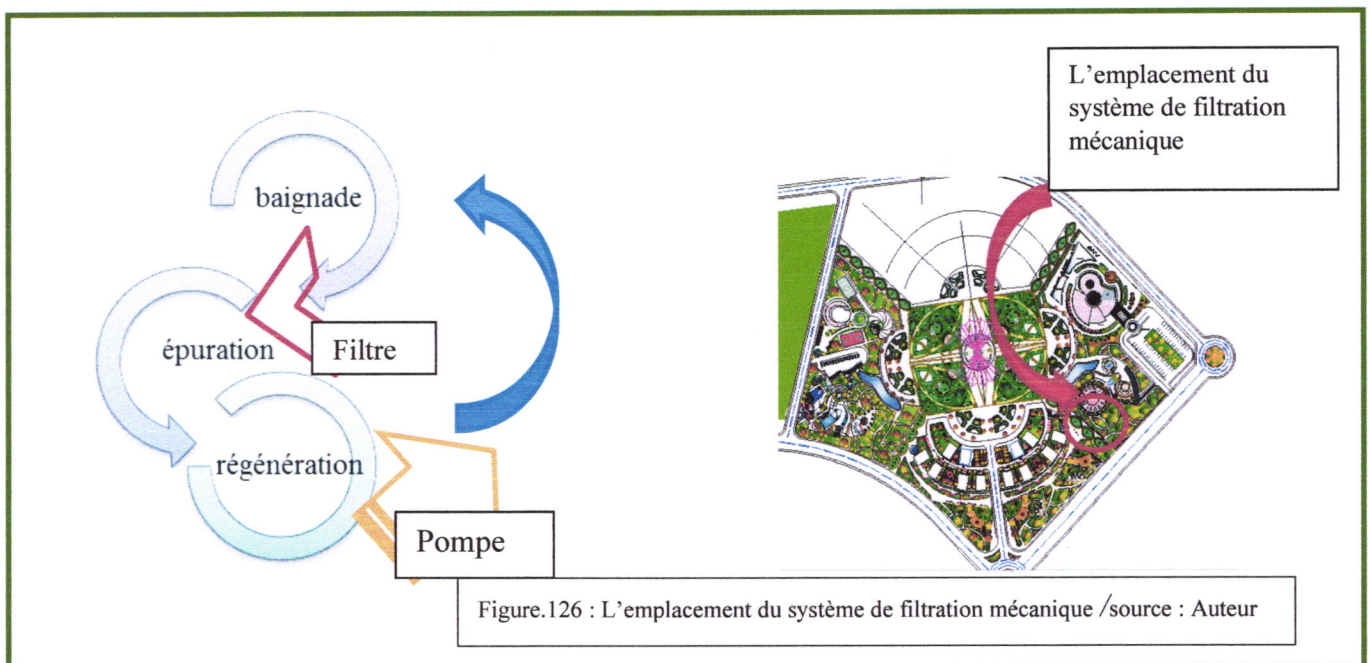 L'emplacement du
système de filtration
mécanique
baignade
épuration
Filtre
régénération
Pompe
Figure.126 : L'emplacement du système de filtration mécanique /source : Auteur